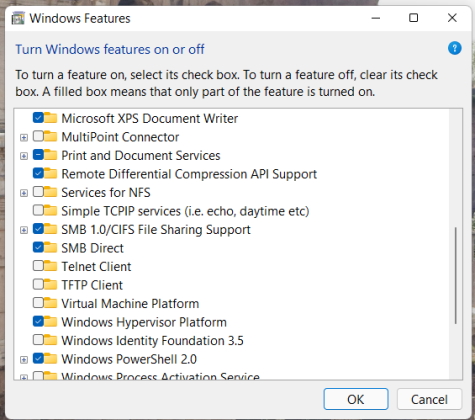 Windows Features
Turn Windows features on or off
To turn a feature on, select its check box. To turn a feature off, clear its check
box. A filled box means that only part of the feature is turned on.
Microsoft XPS Document Writer
MultiPoint Connector
Print and Document Services
Remote Differential Compression API Support
Services for NFS
Simple TCPIP services (i.e. echo, daytime etc)
SMB 1.0/CIFS File Sharing Support
SMB Direct
Telnet Client
TFTP Client
Virtual Machine Platform
Windows Hypervisor Platform
Windows Identity Foundation 3.5
Windows PowerShell 2.0
Windows Process Activation Service
OK Cancel